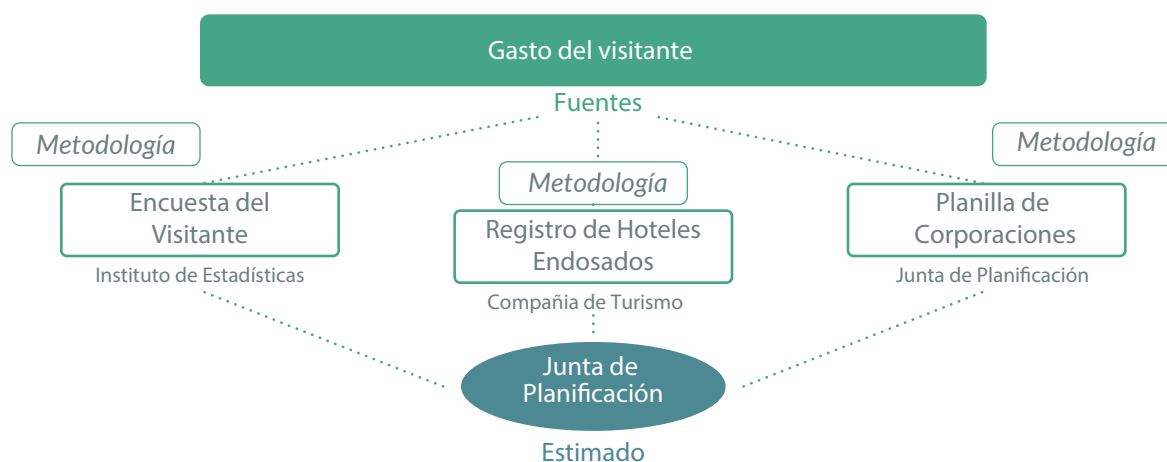 Gasto del visitante
Fuentes
Metodología
Encuesta del
Visitante
Instituto de Estadísticas
Metodología
Registro de Hoteles
Endosados
Compañia de Turismo
Metodología
Planilla de
Corporaciones
Junta de Planificación
Junta de
Planificación
Estimado